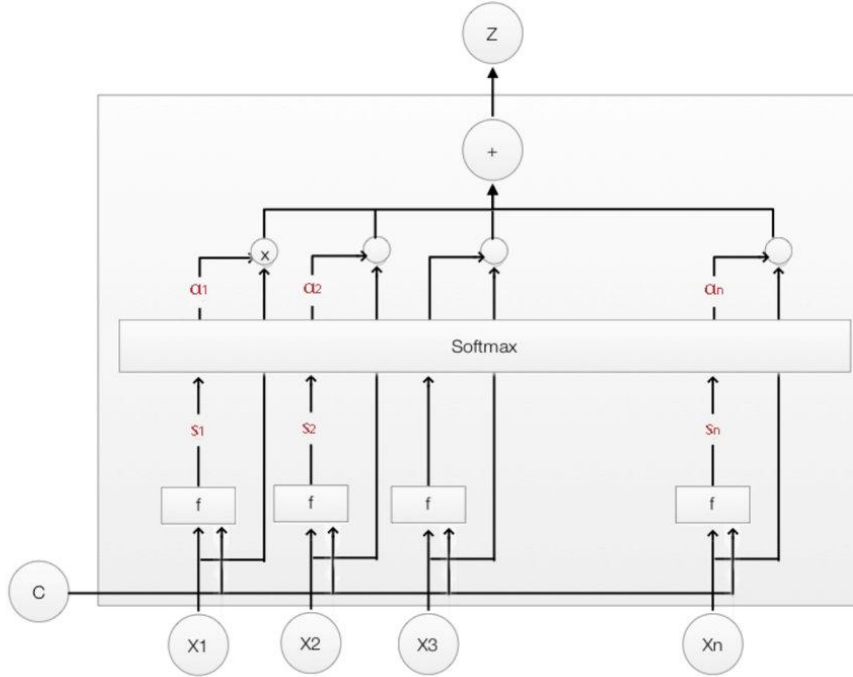 Z
+
x
α1 α2 αn
Softmax
s1 s2 sn
f f f f
C
X1 X2 X3 Xn